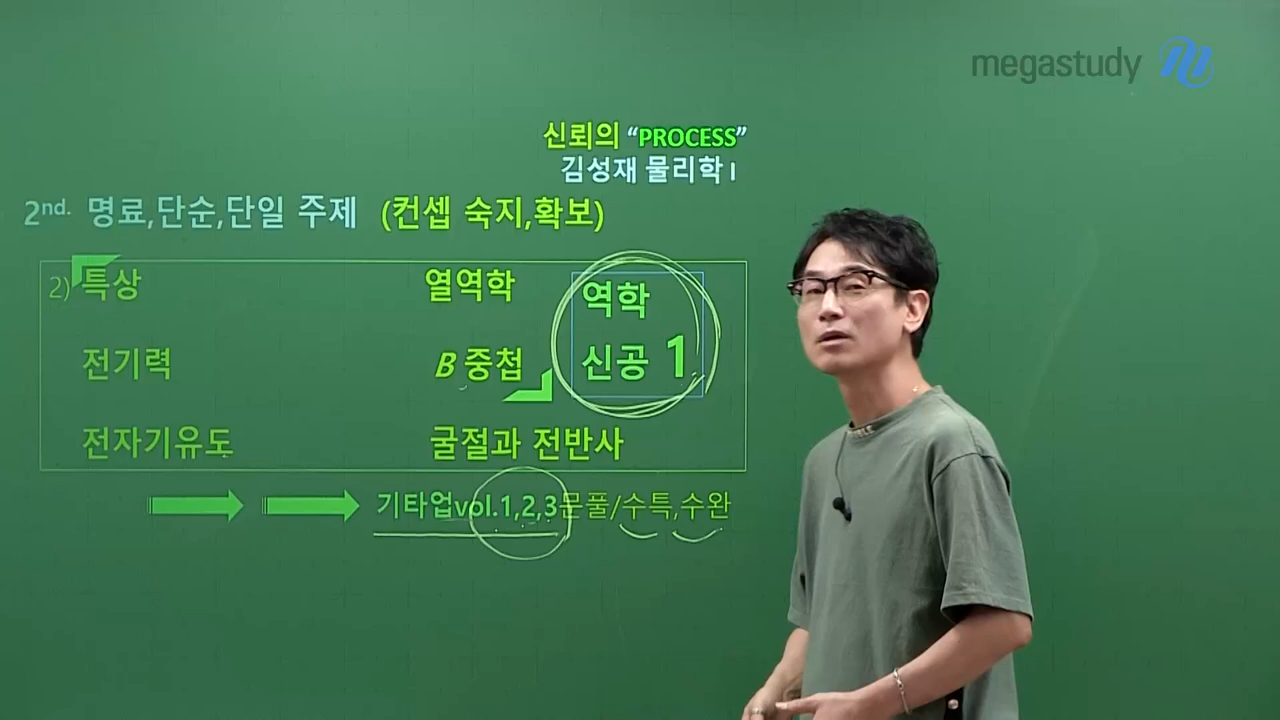 megastudy
신뢰의 “PROCESS”
김성재 물리학 I
2nd. 명료,단순,단일 주제 (컨셉 숙지,확보)
2) 특상 열역학 역학
전기력 B 중첩 신공 1
전자기유도 굴절과 전반사
기타업vol.1,2,3문풀/수특,수완